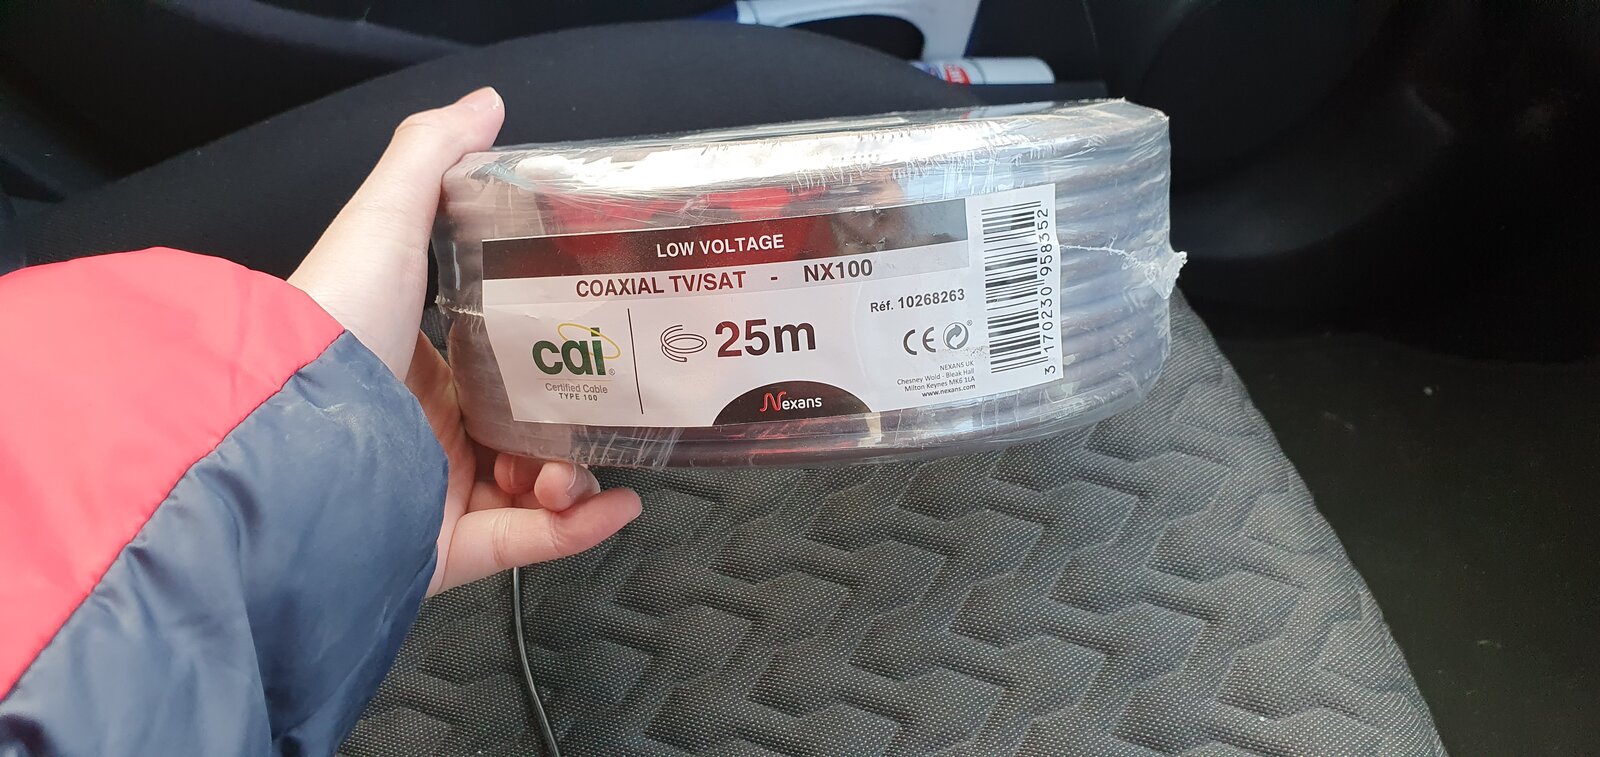 LOW VOLTAGE
COAXIAL TV/SAT - NX100
Réf. 10268263
cai®
Certified Cable
TYPE 100
25m
CE
NEXANS UK
Chesney Wold - Bleak Hall
Milton Keynes MK6 1LA
www.nexans.com
Nexans
3 170230 958352